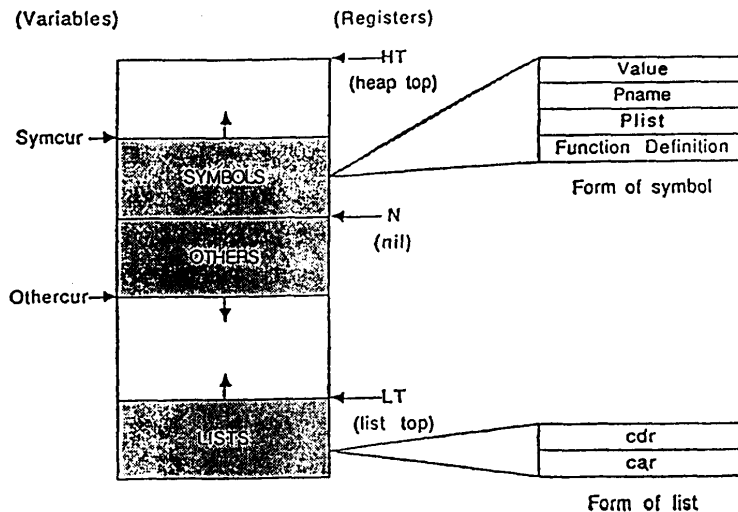 (Variables)
(Registers)
HT
(heap top)
Value
Pname
Plist
Function Definition
Form of symbol
Symcur
SYMBOLS
N
(nil)
OTHERS
Othercur
LT
(list top)
LISTS
cdr
car
Form of list